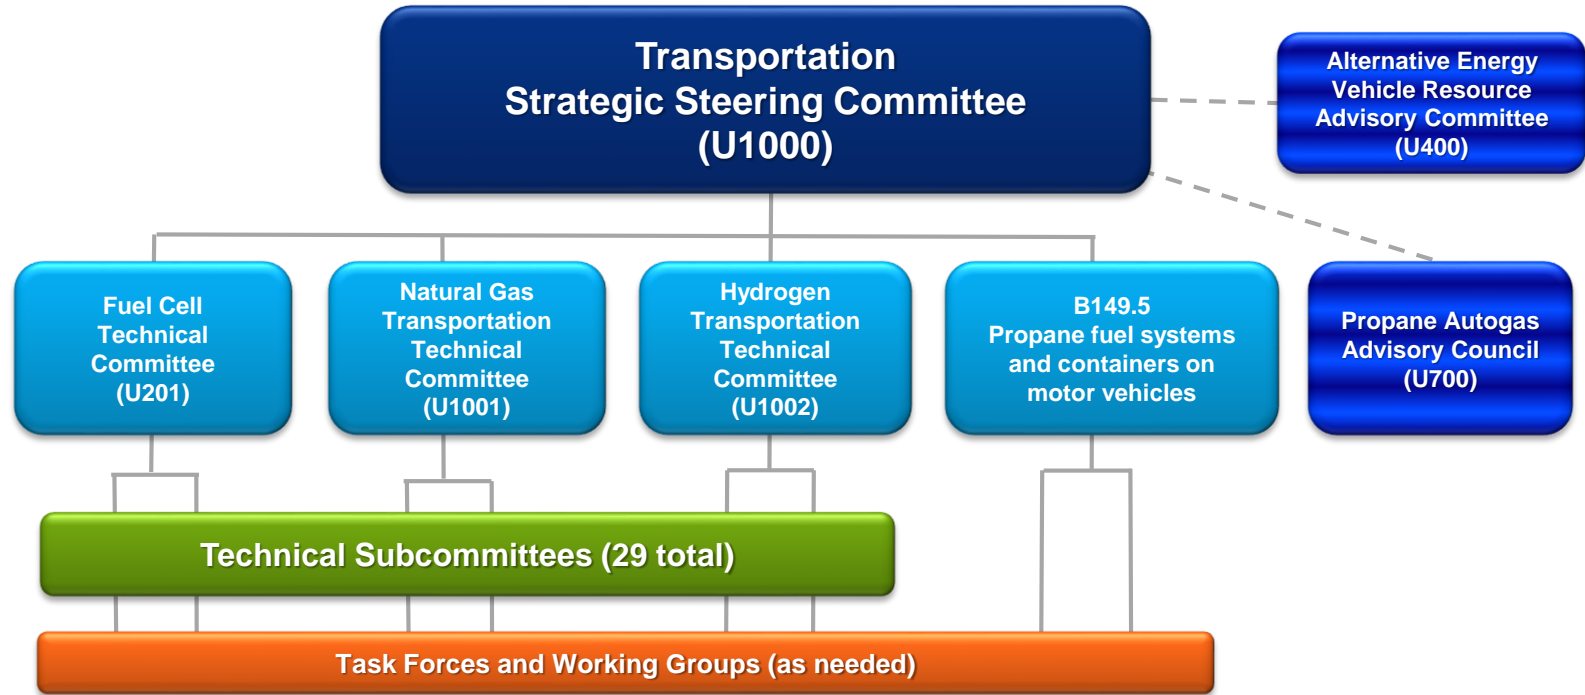 Transportation
Strategic Steering Committee
(U1000)
Alternative Energy
Vehicle Resource
Advisory Committee
(U400)
Fuel Cell
Technical
Committee
(U201)
Natural Gas
Transportation
Technical
Committee
(U1001)
Hydrogen
Transportation
Technical
Committee
(U1002)
B149.5
Propane fuel systems
and containers on
motor vehicles
Propane Autogas
Advisory Council
(U700)
Technical Subcommittees (29 total)
Task Forces and Working Groups (as needed)